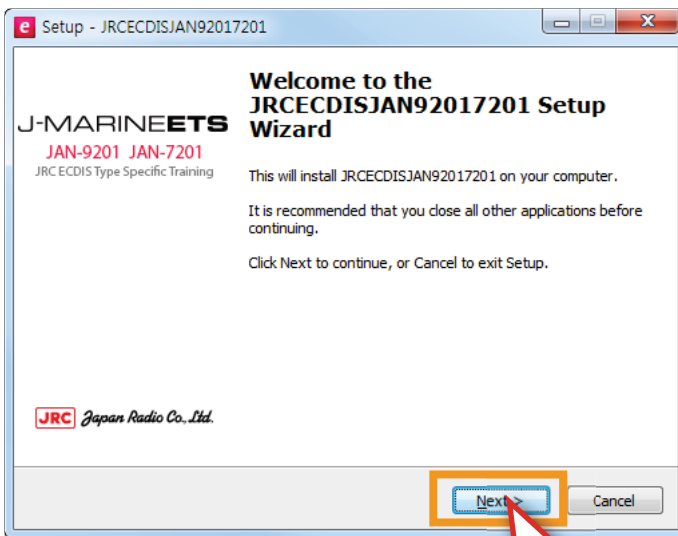 Setup - JRCECDISJAN92017201
Welcome to the
JRCECDISJAN92017201 Setup
Wizard
J-MARINEETS
JAN-9201 JAN-7201
JRC ECDIS Type Specific Training
This will install JRCECDISJAN92017201 on your computer.
It is recommended that you close all other applications before
continuing.
Click Next to continue, or Cancel to exit Setup.
JRC Japan Radio Co., Ltd.
Next >
Cancel